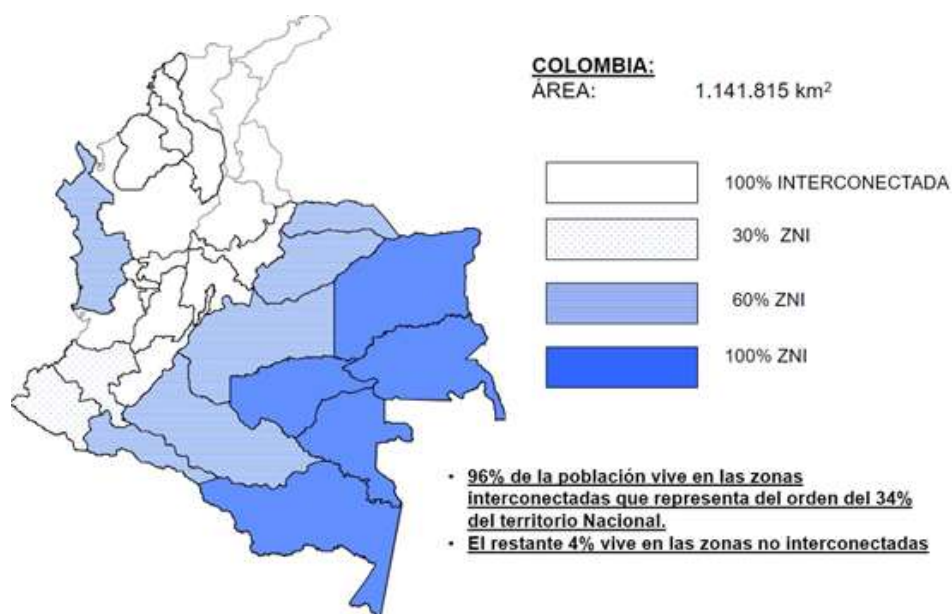 COLOMBIA:
ÁREA: 1.141.815 km²
100% INTERCONECTADA
30% ZNI
60% ZNI
100% ZNI
• 96% de la población vive en las zonas
interconectadas que representa del orden del 34%
del territorio Nacional.
• El restante 4% vive en las zonas no interconectadas